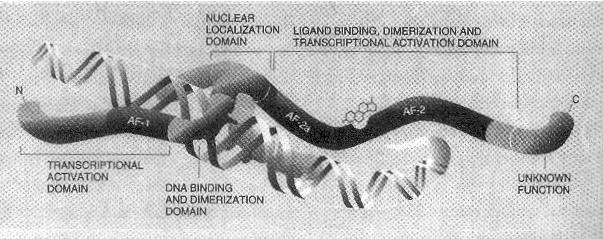 NUCLEAR
LOCALIZATION
DOMAIN
LIGAND BINDING, DIMERIZATION AND
TRANSCRIPTIONAL ACTIVATION DOMAIN
N
C
AF-1
AF-2a
AF-2
TRANSCRIPTIONAL
ACTIVATION
DOMAIN
DNA BINDING
AND DIMERIZATION
DOMAIN
UNKNOWN
FUNCTION